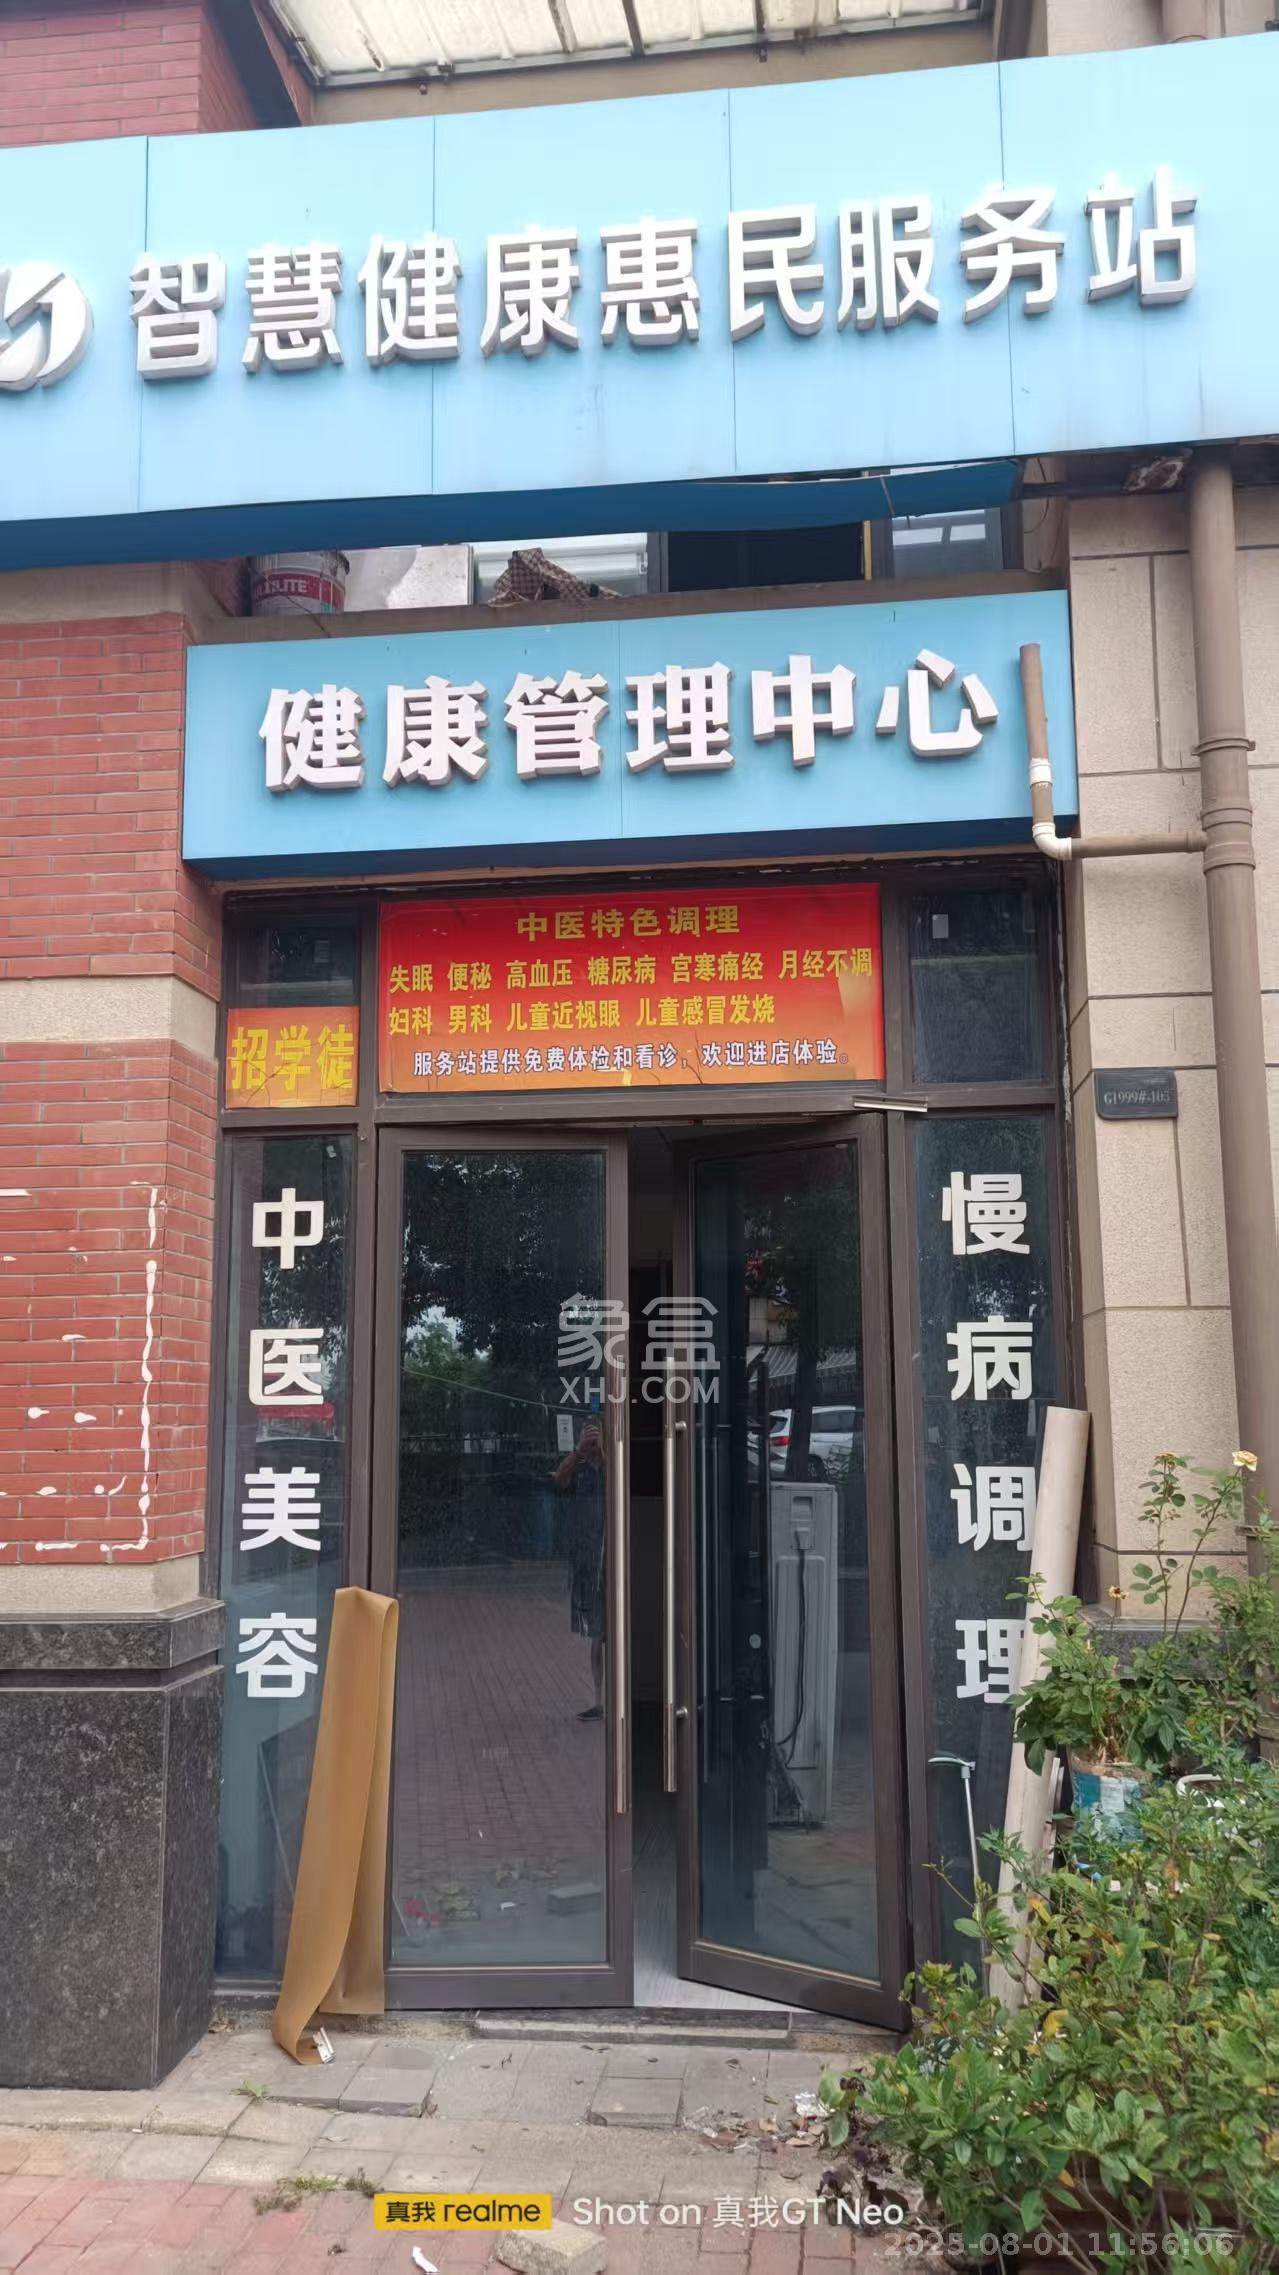 智慧健康惠民服务站
健康管理中心
中医特色调理
失眠 便秘 高血压 糖尿病 宫寒痛经 月经不调
妇科 男科 儿童近视眼 儿童感冒发烧
服务站提供免费体检和看诊，欢迎进店体验。
招学徒
G1999#-105
中医美容
慢病调理
象盒
XHJ.COM
真我 realme Shot on 真我GT Neo
2025-08-01 11:56:06